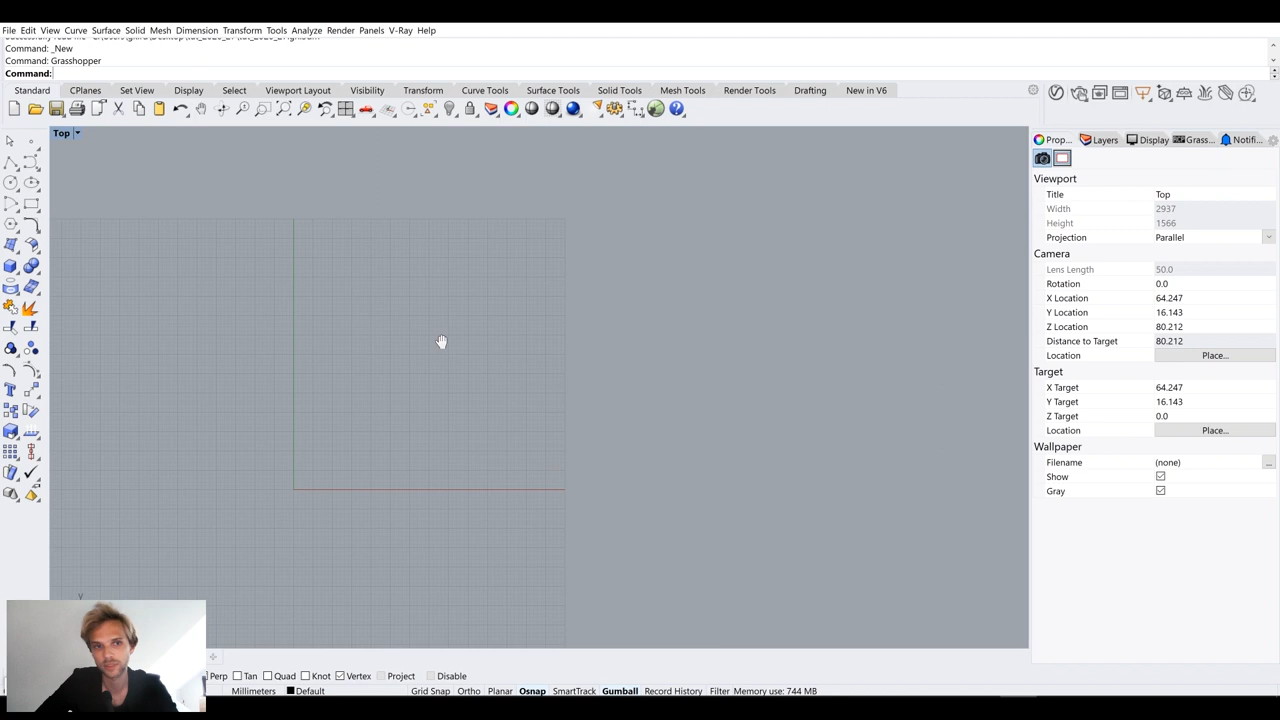 File Edit View Curve Surface Solid Mesh Dimension Transform Tools Analyze Render Panels V-Ray Help
Command: _New
Command: Grasshopper
Command:
Standard CPlanes Set View Display Select Viewport Layout Visibility Transform Curve Tools Surface Tools Solid Tools Mesh Tools Render Tools Drafting New in V6
Top
Prop... Layers Display Grass... Notifi...
Viewport
Title Top
Width 2937
Height 1566
Projection Parallel
Camera
Lens Length 50.0
Rotation 0.0
X Location 64.247
Y Location 16.143
Z Location 80.212
Distance to Target 80.212
Location Place...
Target
X Target 64.247
Y Target 16.143
Z Target 0.0
Location Place...
Wallpaper
Filename (none) ...
Show
Gray
y
Perp Tan Quad Knot Vertex Project Disable
Millimeters Default Grid Snap Ortho Planar Osnap SmartTrack Gumball Record History Filter Memory use: 744 MB